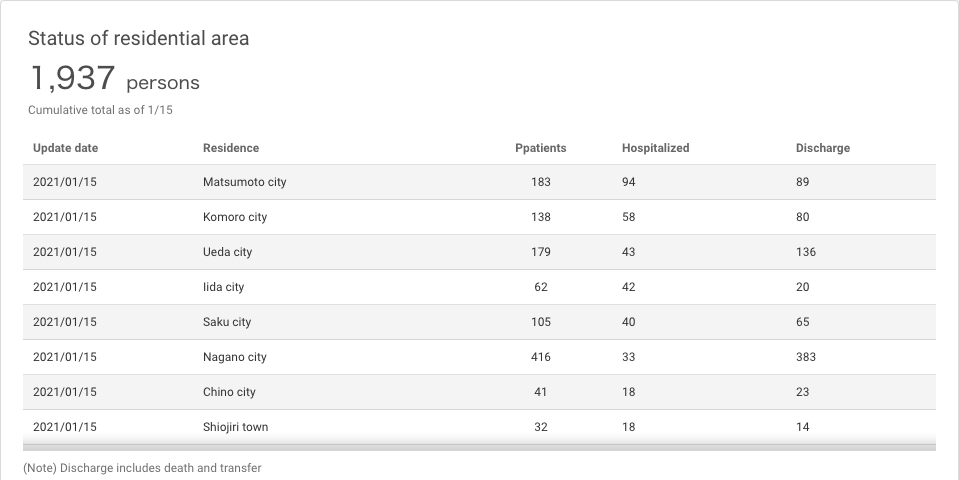 Status of residential area
1,937 persons
Cumulative total as of 1/15
Update date Residence Ppatients Hospitalized Discharge
2021/01/15 Matsumoto city 183 94 89
2021/01/15 Komoro city 138 58 80
2021/01/15 Ueda city 179 43 136
2021/01/15 Iida city 62 42 20
2021/01/15 Saku city 105 40 65
2021/01/15 Nagano city 416 33 383
2021/01/15 Chino city 41 18 23
2021/01/15 Shiojiri town 32 18 14
(Note) Discharge includes death and transfer